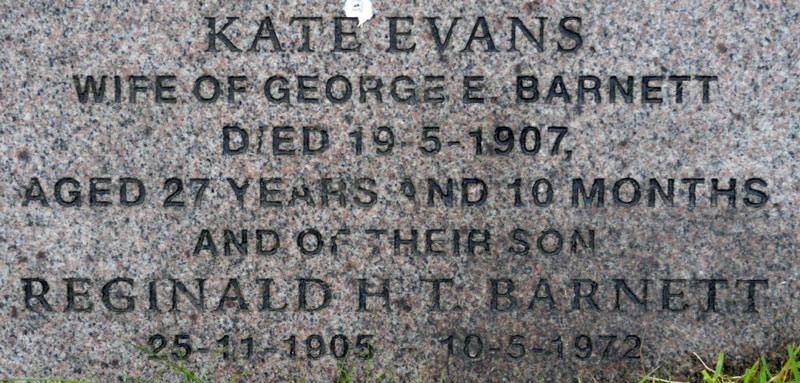 KATE EVANS,
WIFE OF GEORGE E. BARNETT
DIED 19-5-1907,
AGED 27 YEARS AND 10 MONTHS
AND OF THEIR SON
REGINALD H.T. BARNETT
25-11-1905 - 10-5-1972